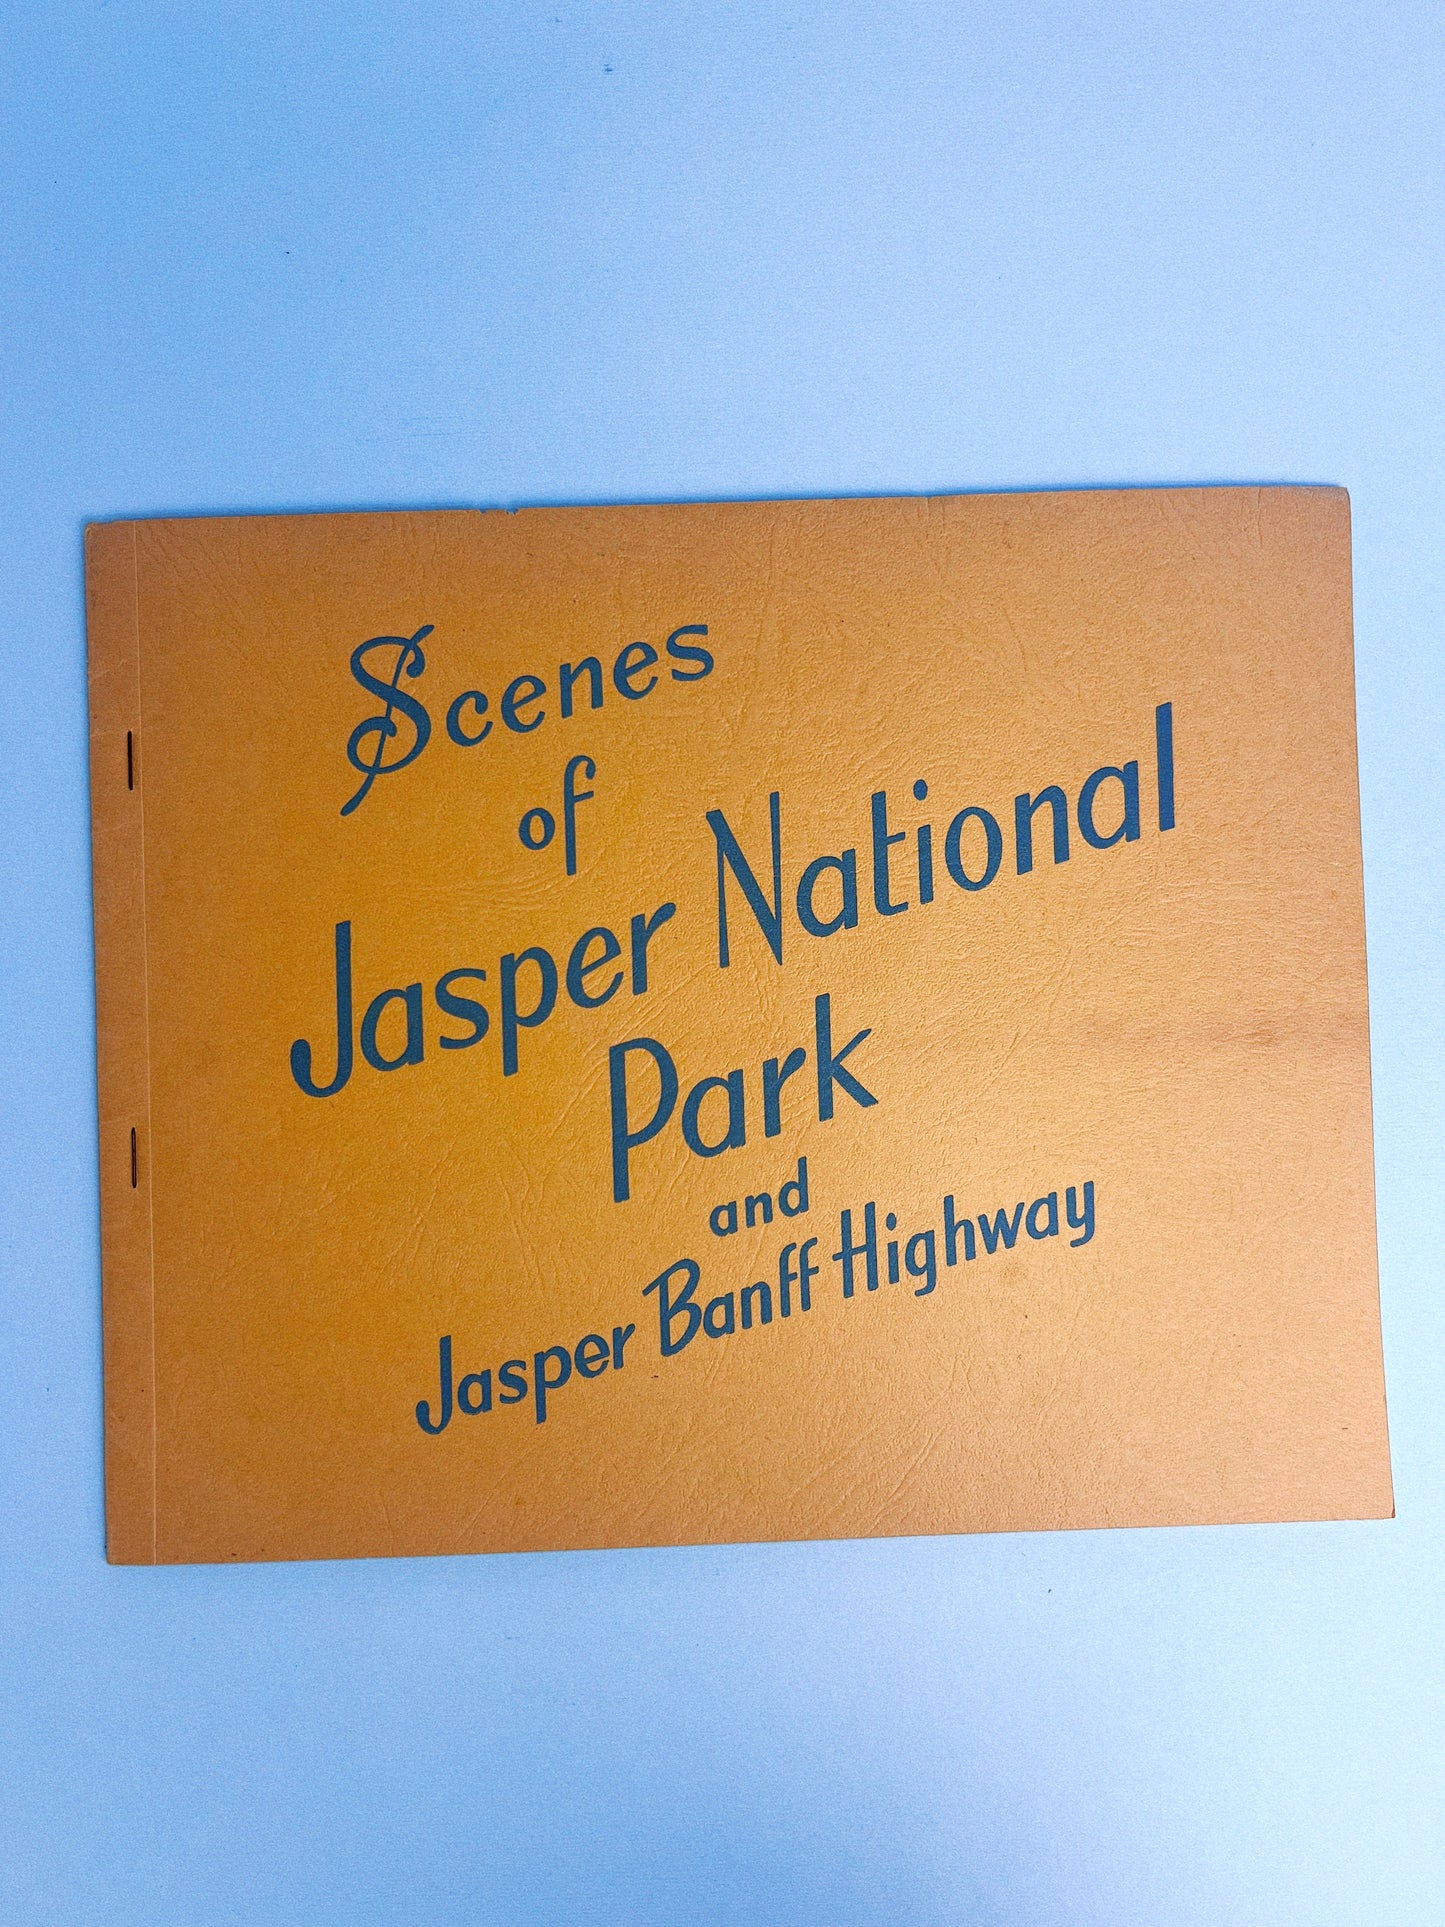 Scenes
of
Jasper National
Park
and
Jasper Banff Highway